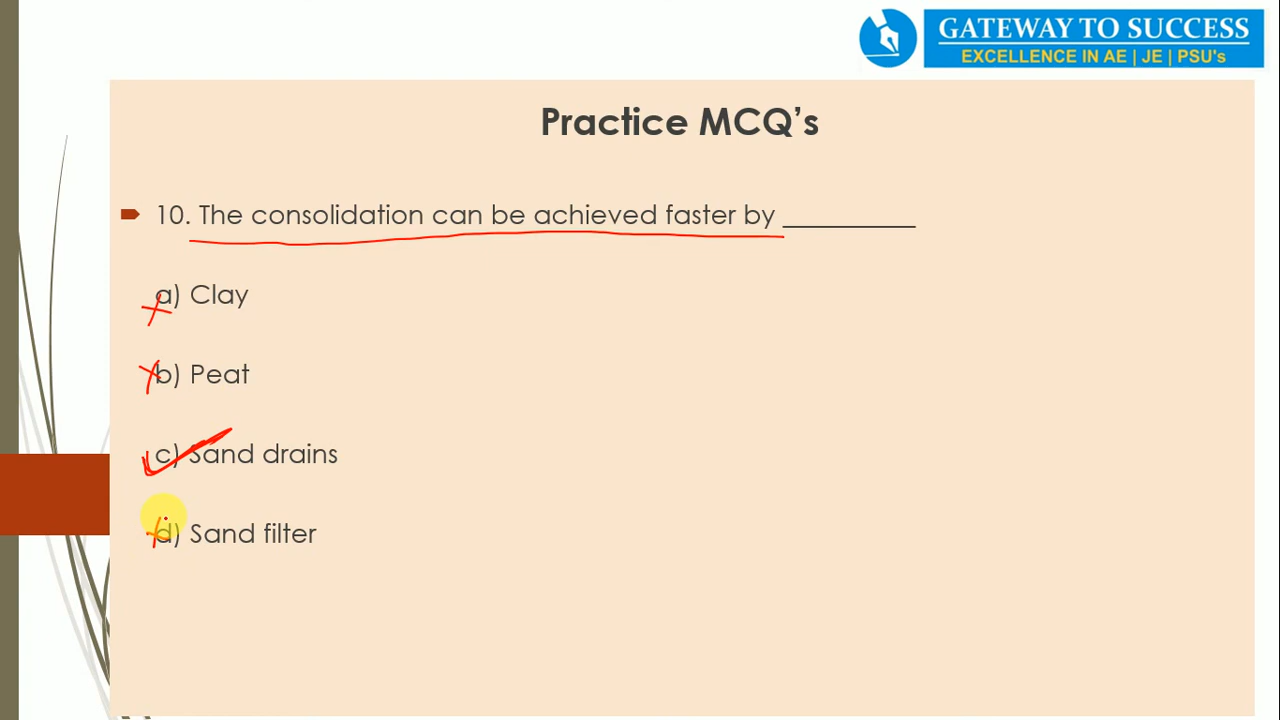 GATEWAY TO SUCCESS
EXCELLENCE IN AE | JE | PSU's
Practice MCQ’s
10. The consolidation can be achieved faster by __________
a) Clay
b) Peat
c) Sand drains
d) Sand filter